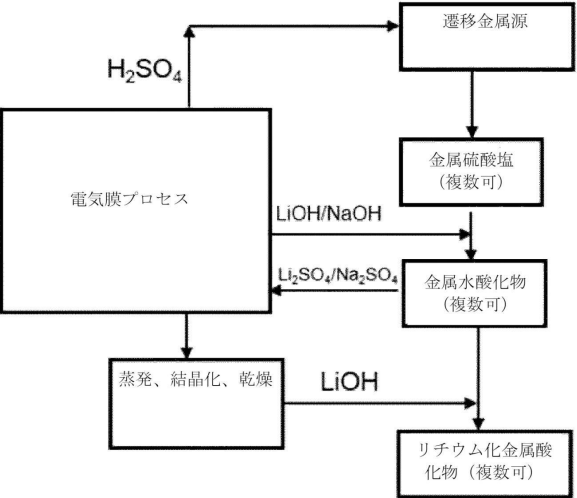 遷移金属源
H₂SO₄
金属硫酸塩
（複数可）
電気膜プロセス
LiOH/NaOH
Li₂SO₄/Na₂SO₄
金属水酸化物
（複数可）
蒸発、結晶化、乾燥
LiOH
リチウム化金属酸
化物（複数可）